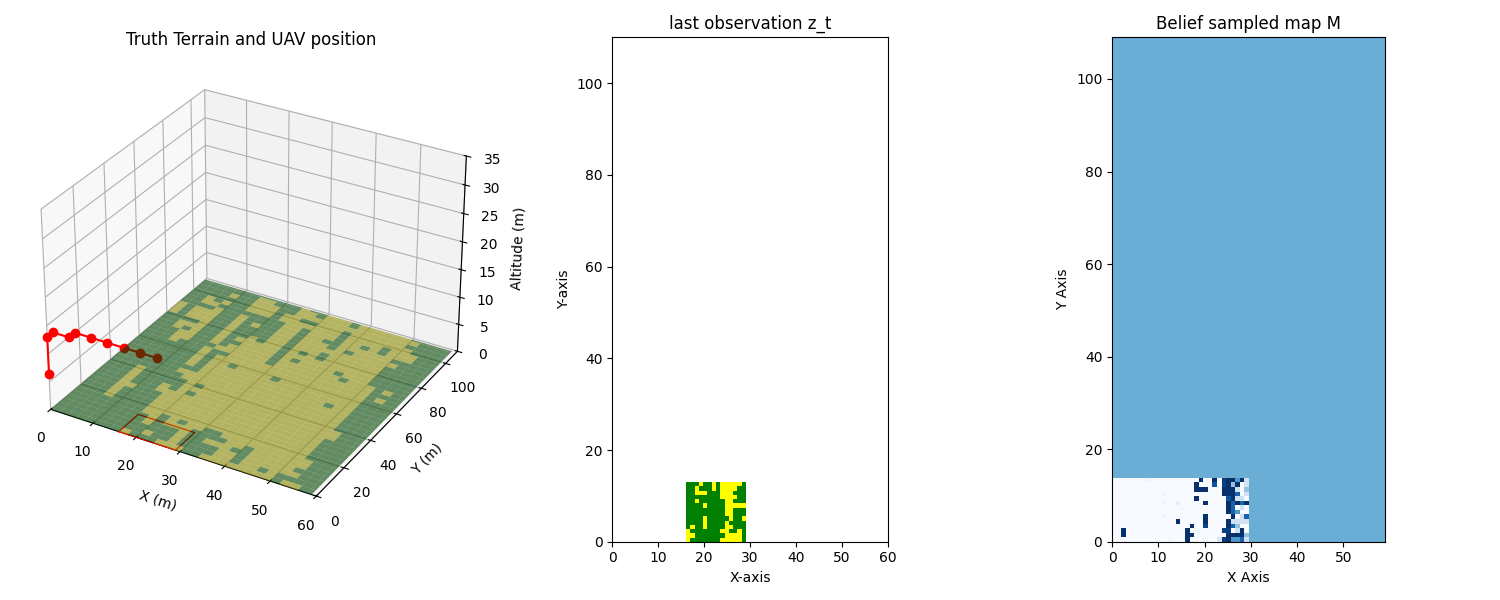 Truth Terrain and UAV position
35
30
25
20
15
10
5
0
Altitude (m)
0
10
20
30
40
50
60
X (m)
0
20
40
60
80
100
Y (m)
last observation z_t
100
80
60
40
20
0
Y-axis
0 10 20 30 40 50 60
X-axis
Belief sampled map M
100
80
60
40
20
0
Y Axis
0 10 20 30 40 50
X Axis